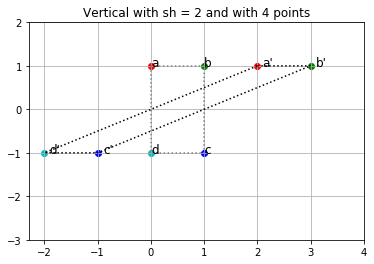 Vertical with sh = 2 and with 4 points
2
a b a' b'
1
0
d' c' d c
−1
−2
−3
−2 −1 0 1 2 3 4